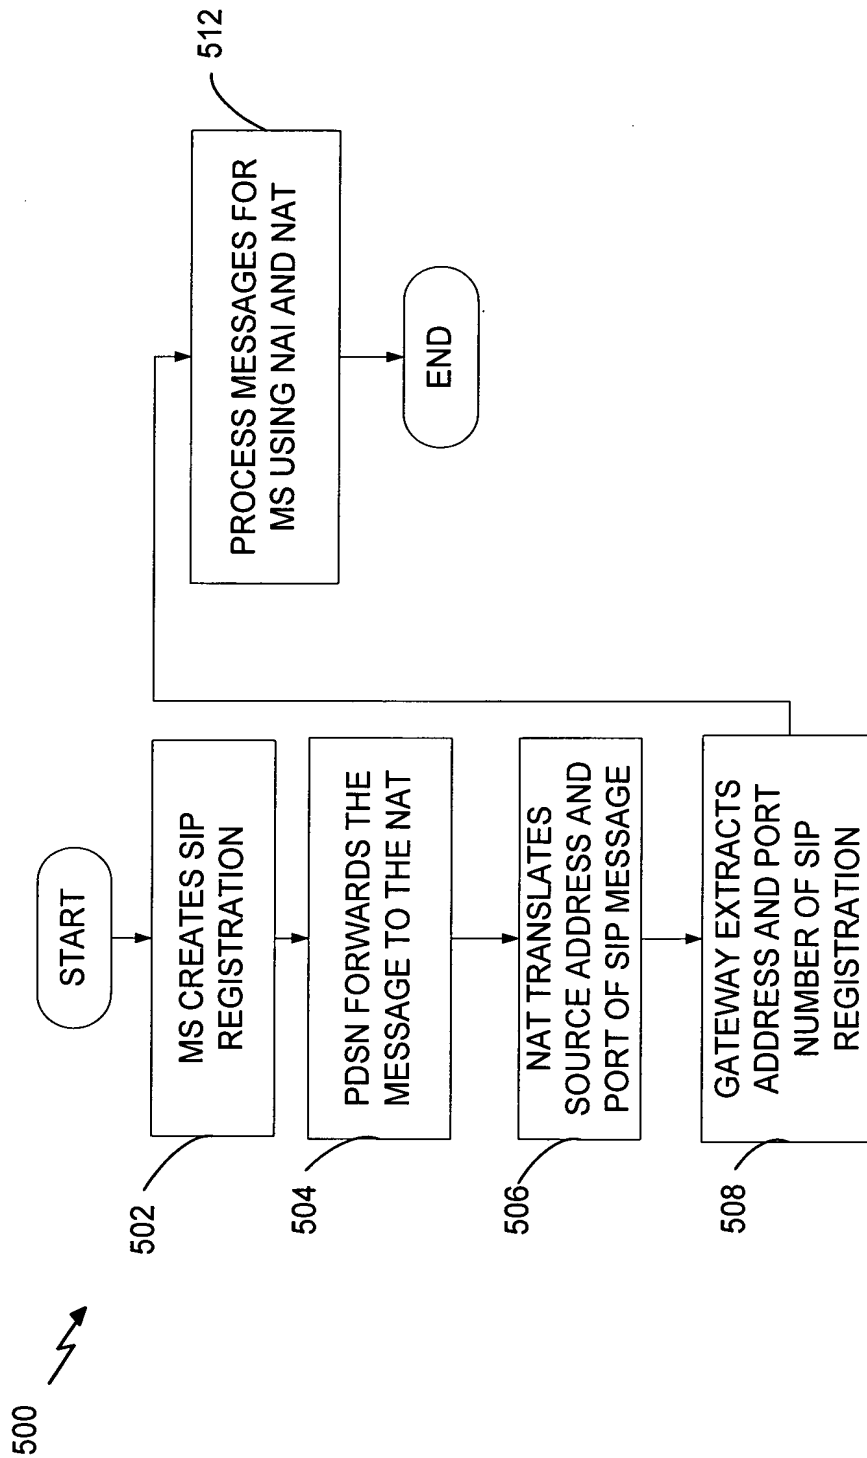 500
START
502
MS CREATES SIP
REGISTRATION
504
PDSN FORWARDS THE
MESSAGE TO THE NAT
506
NAT TRANSLATES
SOURCE ADDRESS AND
PORT OF SIP MESSAGE
508
GATEWAY EXTRACTS
ADDRESS AND PORT
NUMBER OF SIP
REGISTRATION
512
PROCESS MESSAGES FOR
MS USING NAI AND NAT
END